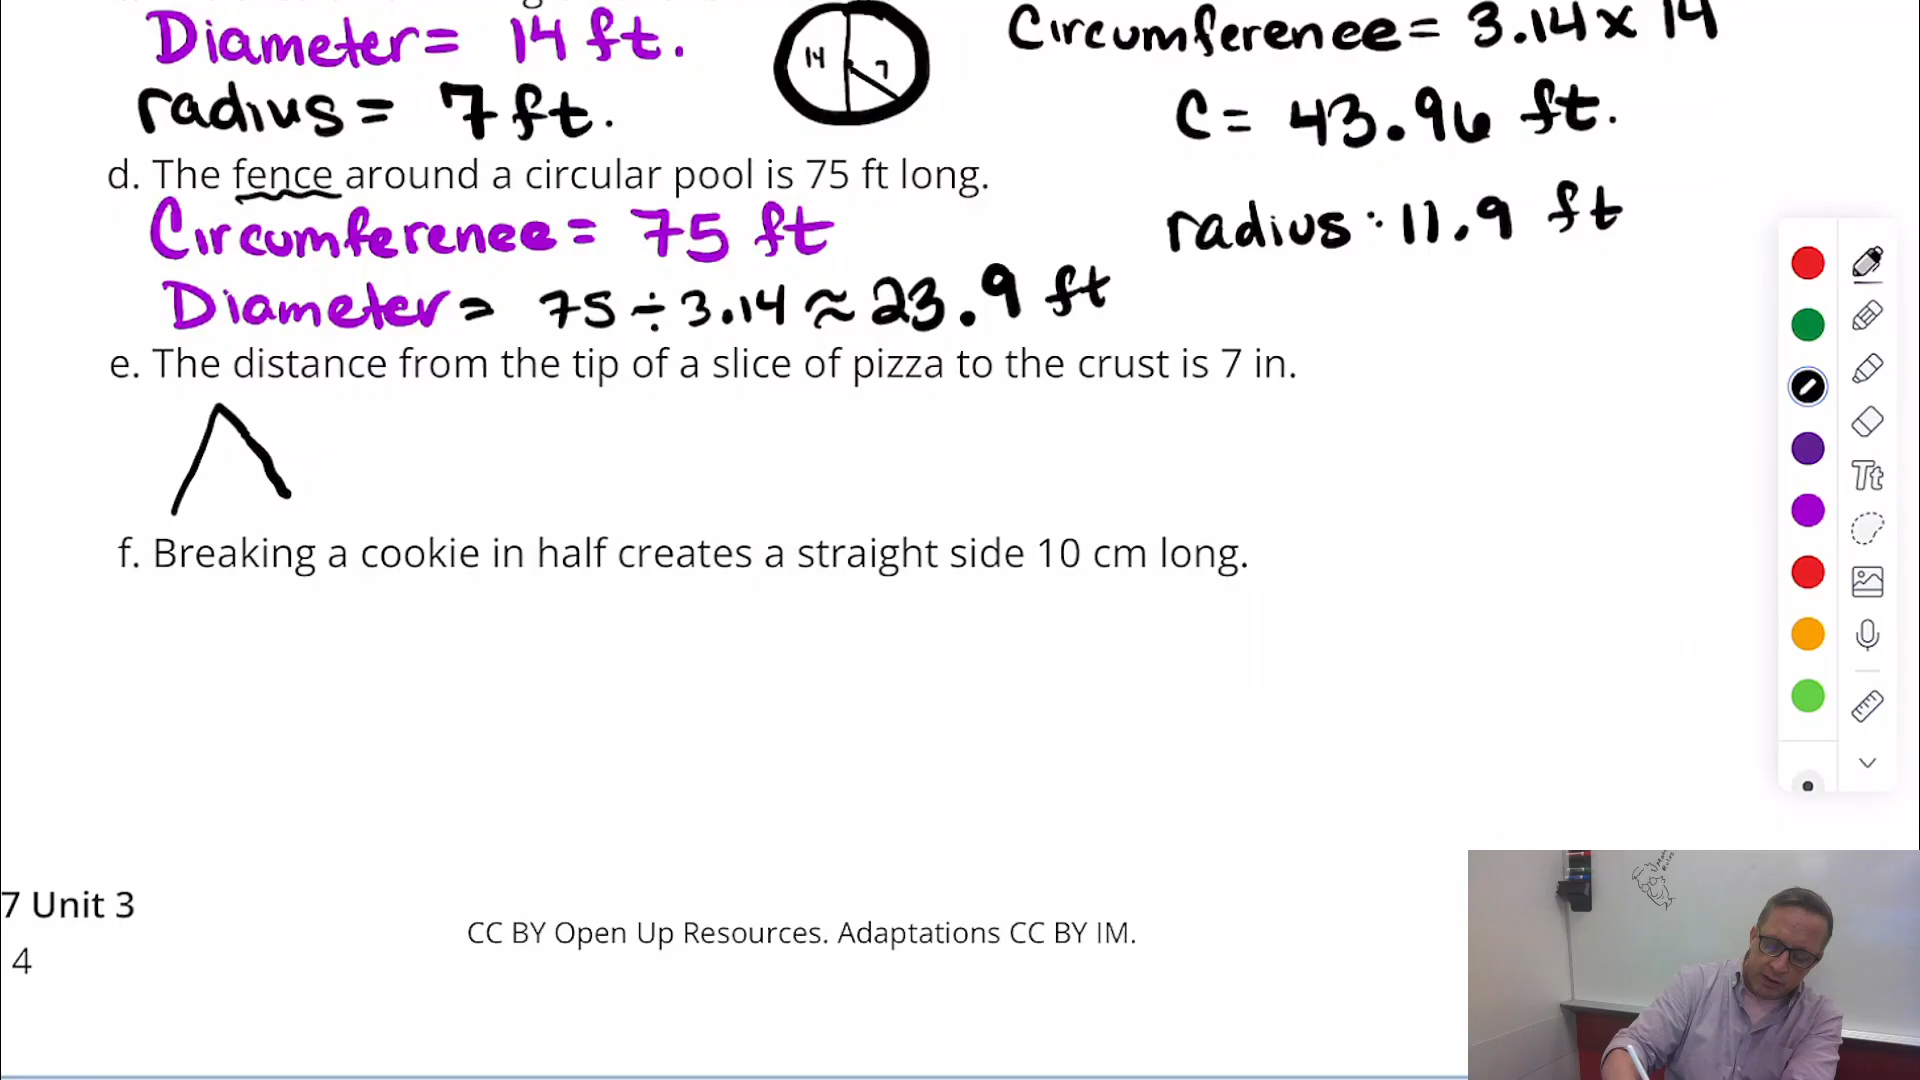 Diameter= 14 ft.
14
7
Circumference= 3.14 x 14
radius= 7 ft.
C= 43.96 ft.
d. The fence around a circular pool is 75 ft long.
Circumference= 75 ft
radius: 11.9 ft
Diameter= 75 ÷ 3.14 ≈ 23.9 ft
e. The distance from the tip of a slice of pizza to the crust is 7 in.
f. Breaking a cookie in half creates a straight side 10 cm long.
Tt
7 Unit 3
CC BY Open Up Resources. Adaptations CC BY IM.
4